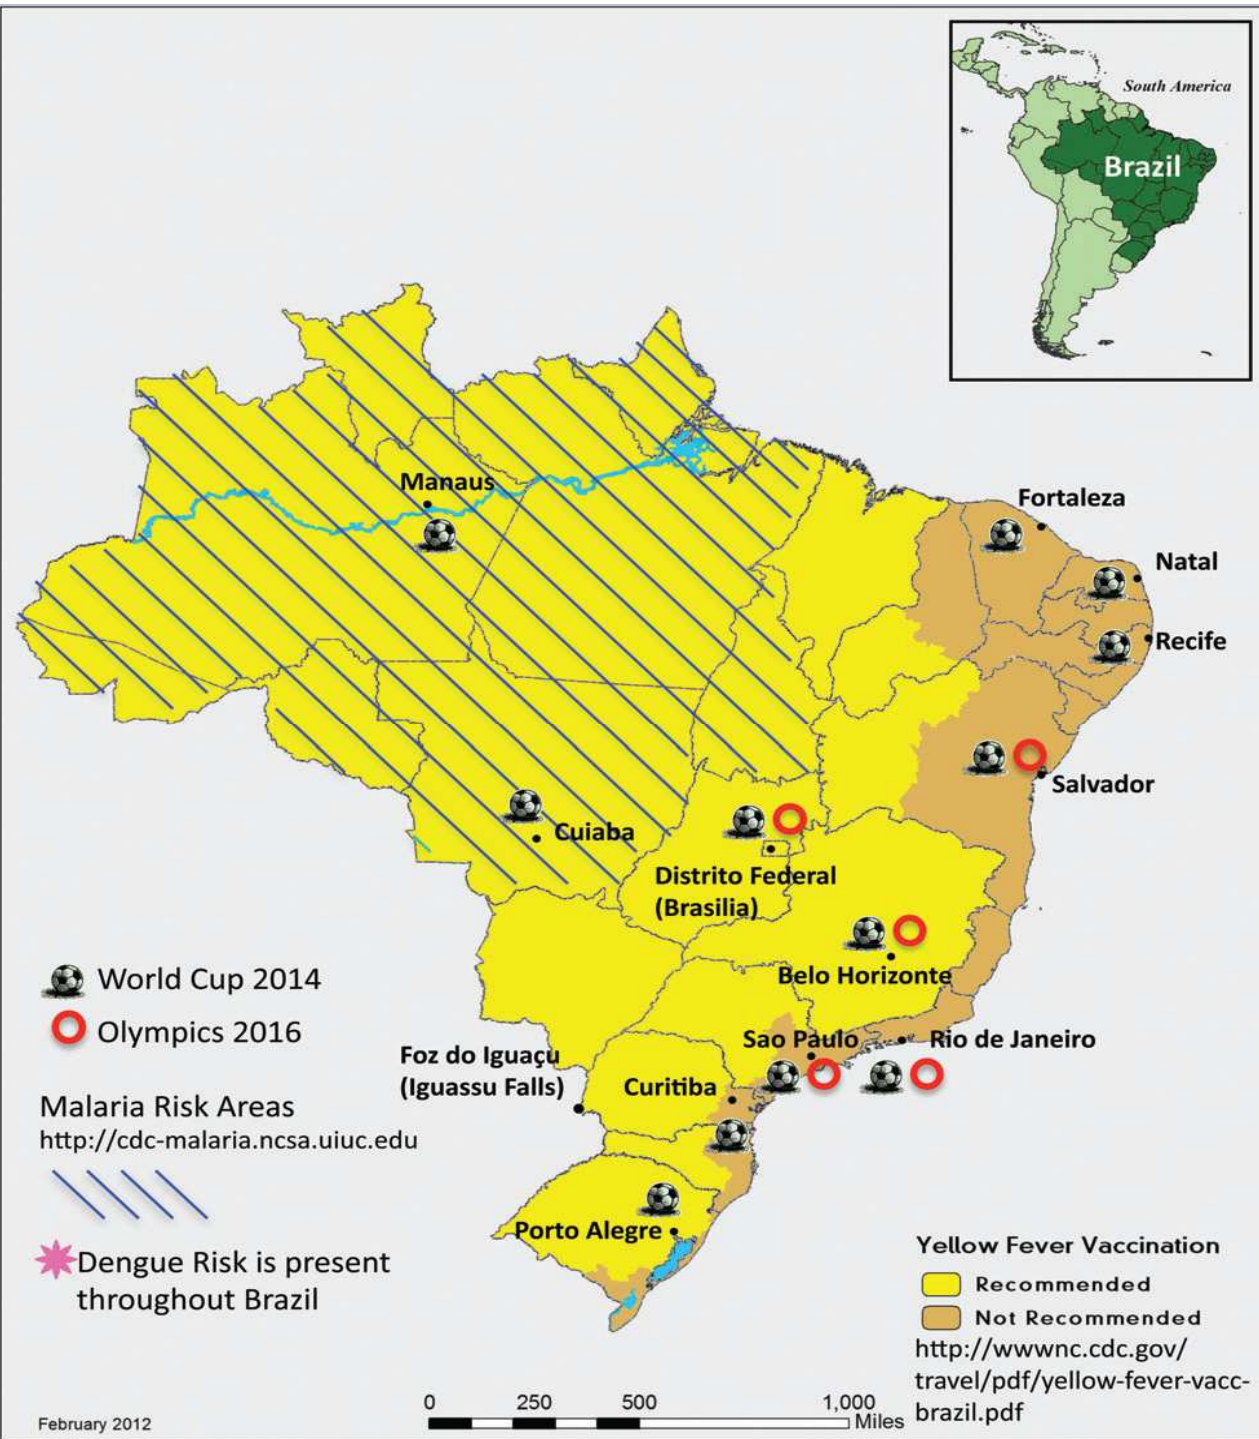 South America
Brazil
Manaus
Fortaleza
Natal
Recife
Salvador
Cuiaba
Distrito Federal
(Brasilia)
Belo Horizonte
World Cup 2014
Olympics 2016
Sao Paulo
Rio de Janeiro
Foz do Iguaçu
(Iguassu Falls)
Curitiba
Malaria Risk Areas
http://cdc-malaria.ncsa.uiuc.edu
Porto Alegre
Dengue Risk is present
throughout Brazil
Yellow Fever Vaccination
Recommended
Not Recommended
http://wwwnc.cdc.gov/
travel/pdf/yellow-fever-vacc-
brazil.pdf
0 250 500 1,000
Miles
February 2012